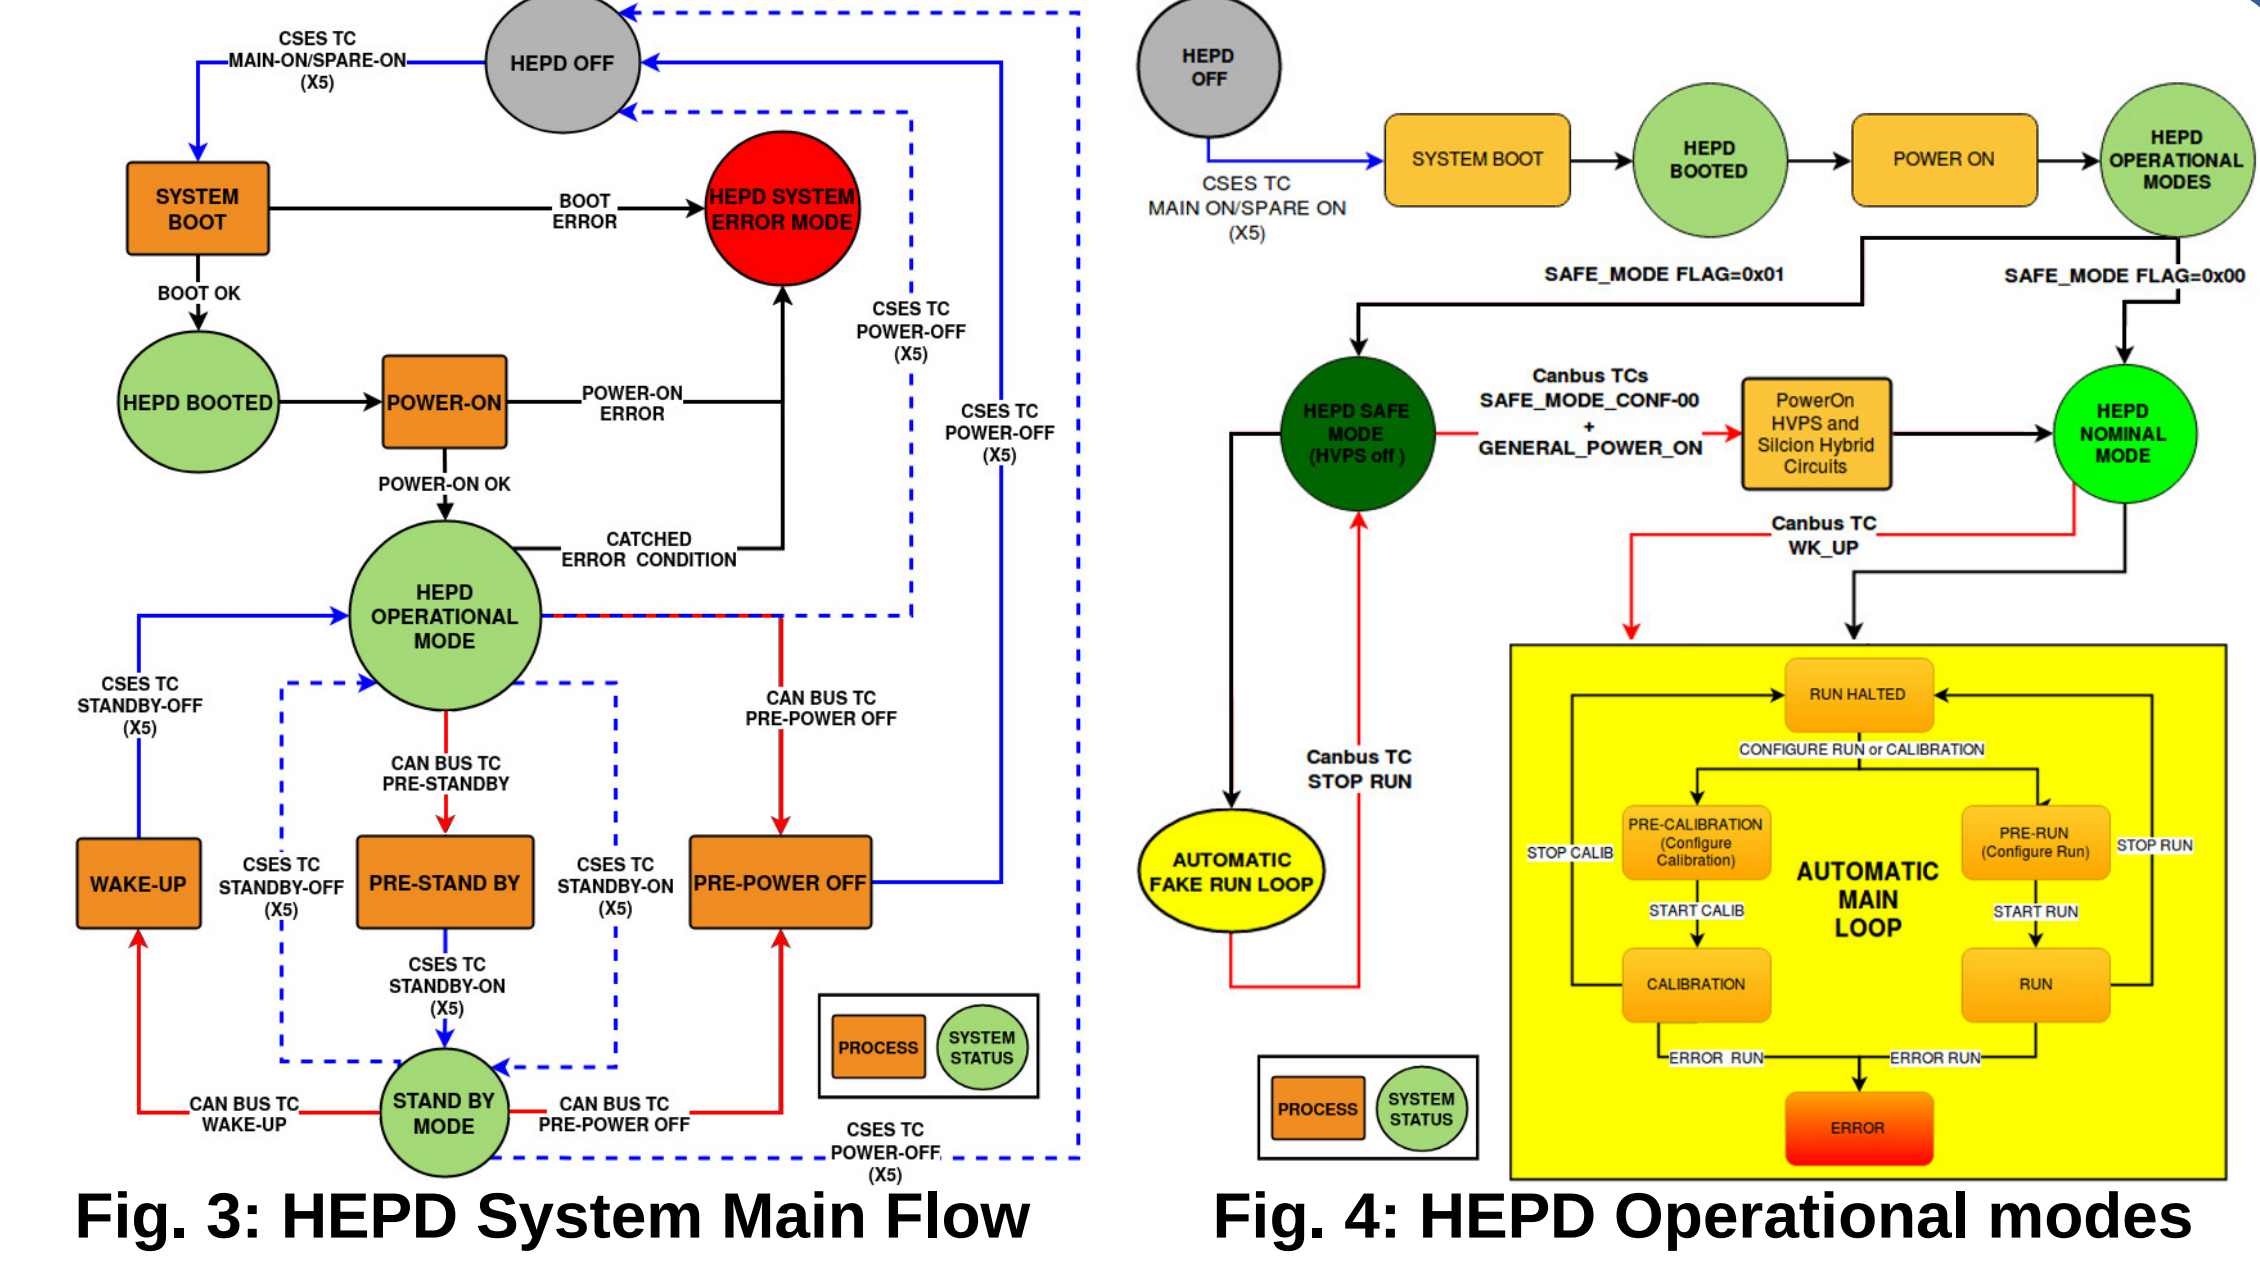 CSES TC
MAIN-ON/SPARE-ON
(X5)
HEPD OFF
SYSTEM
BOOT
BOOT
ERROR
HEPD SYSTEM
ERROR MODE
BOOT OK
HEPD BOOTED
POWER-ON
POWER-ON
ERROR
CSES TC
POWER-OFF
(X5)
CSES TC
POWER-OFF
(X5)
POWER-ON OK
CATCHED
ERROR CONDITION
HEPD
OPERATIONAL
MODE
CSES TC
STANDBY-OFF
(X5)
CAN BUS TC
PRE-POWER OFF
CAN BUS TC
PRE-STANDBY
WAKE-UP
CSES TC
STANDBY-OFF
(X5)
PRE-STAND BY
CSES TC
STANDBY-ON
(X5)
PRE-POWER OFF
CSES TC
STANDBY-ON
(X5)
PROCESS
SYSTEM
STATUS
CAN BUS TC
WAKE-UP
STAND BY
MODE
CAN BUS TC
PRE-POWER OFF
CSES TC
POWER-OFF
(X5)
Fig. 3: HEPD System Main Flow
HEPD
OFF
CSES TC
MAIN ON/SPARE ON
(X5)
SYSTEM BOOT
HEPD
BOOTED
POWER ON
HEPD
OPERATIONAL
MODES
SAFE_MODE FLAG=0x01
SAFE_MODE FLAG=0x00
HEPD SAFE
MODE
(HVPS off )
Canbus TCs
SAFE_MODE_CONF-00
+
GENERAL_POWER_ON
PowerOn
HVPS and
Silcion Hybrid
Circuits
HEPD
NOMINAL
MODE
Canbus TC
WK_UP
Canbus TC
STOP RUN
AUTOMATIC
FAKE RUN LOOP
RUN HALTED
CONFIGURE RUN or CALIBRATION
PRE-CALIBRATION
(Configure
Calibration)
PRE-RUN
(Configure Run)
STOP CALIB
STOP RUN
AUTOMATIC
MAIN
LOOP
START CALIB
START RUN
CALIBRATION
RUN
ERROR RUN
ERROR RUN
ERROR
PROCESS
SYSTEM
STATUS
Fig. 4: HEPD Operational modes